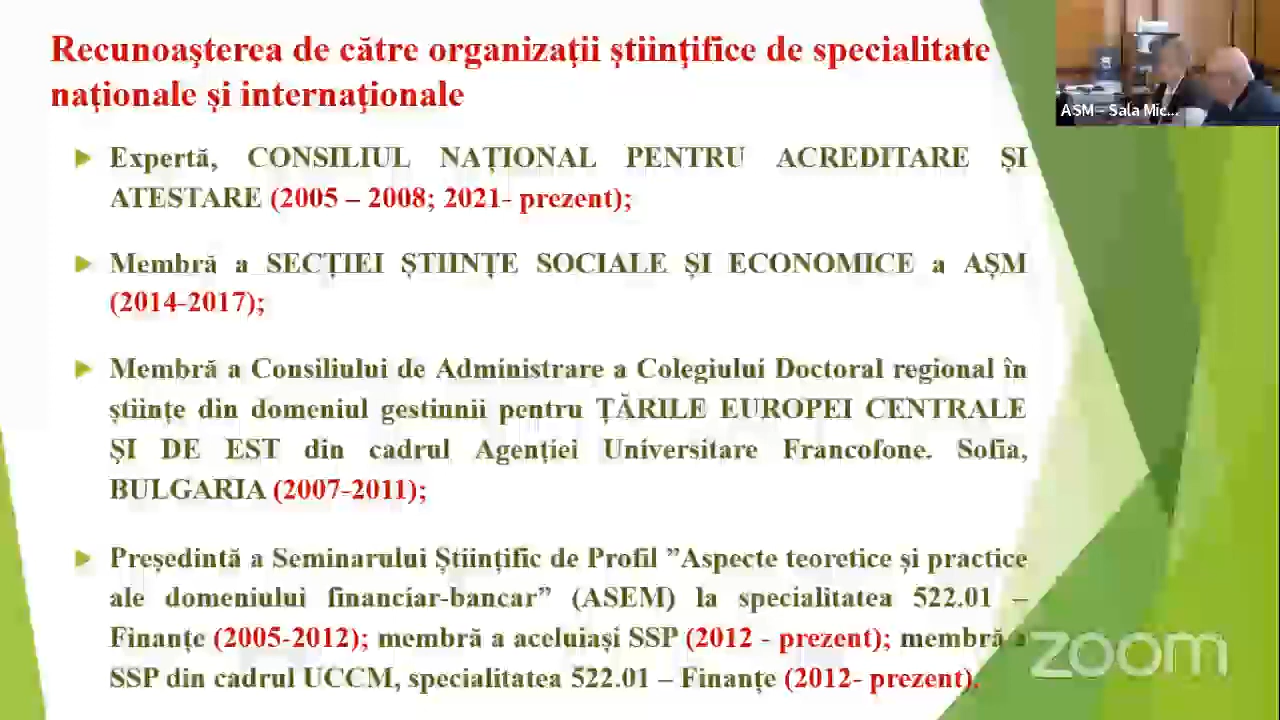 Recunoașterea de către organizații științifice de specialitate
naționale și internaționale
ASM – Sala Mic...
Expertă, CONSILIUL NAȚIONAL PENTRU ACREDITARE ȘI
ATESTARE (2005 – 2008; 2021- prezent);
Membră a SECȚIEI ȘTIINȚE SOCIALE ȘI ECONOMICE a AȘM
(2014-2017);
Membră a Consiliului de Administrare a Colegiului Doctoral regional în
științe din domeniul gestinnii pentru ȚĂRILE EUROPEI CENTRALE
ȘI DE EST din cadrul Agenției Universitare Francofone. Sofia,
BULGARIA (2007-2011);
Președintă a Seminarului Științific de Profil ”Aspecte teoretice și practice
ale domeniului financiar-bancar” (ASEM) la specialitatea 522.01 –
Finanțe (2005-2012); membră a aceluiași SSP (2012 - prezent); membră a
SSP din cadrul UCCM, specialitatea 522.01 – Finanțe (2012- prezent).
zoom